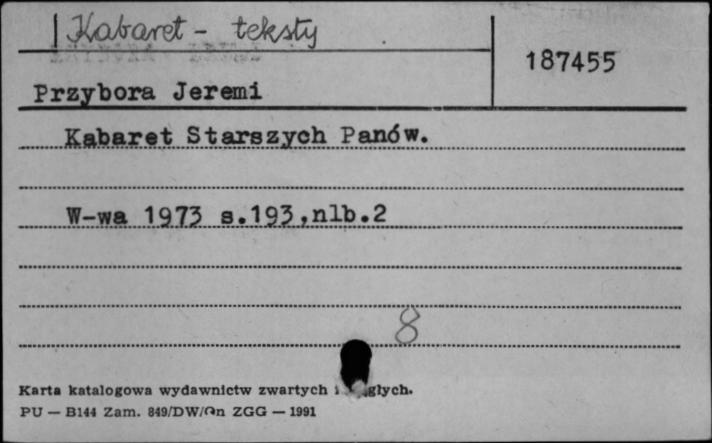 Kabaret - teksty
187455
Przybora Jeremi
Kabaret Starszych Panów.
W-wa 1973 s.193,nlb.2
8
Karta katalogowa wydawnictw zwartych i głych.
PU — B144 Zam. 849/DW/On ZGG — 1991